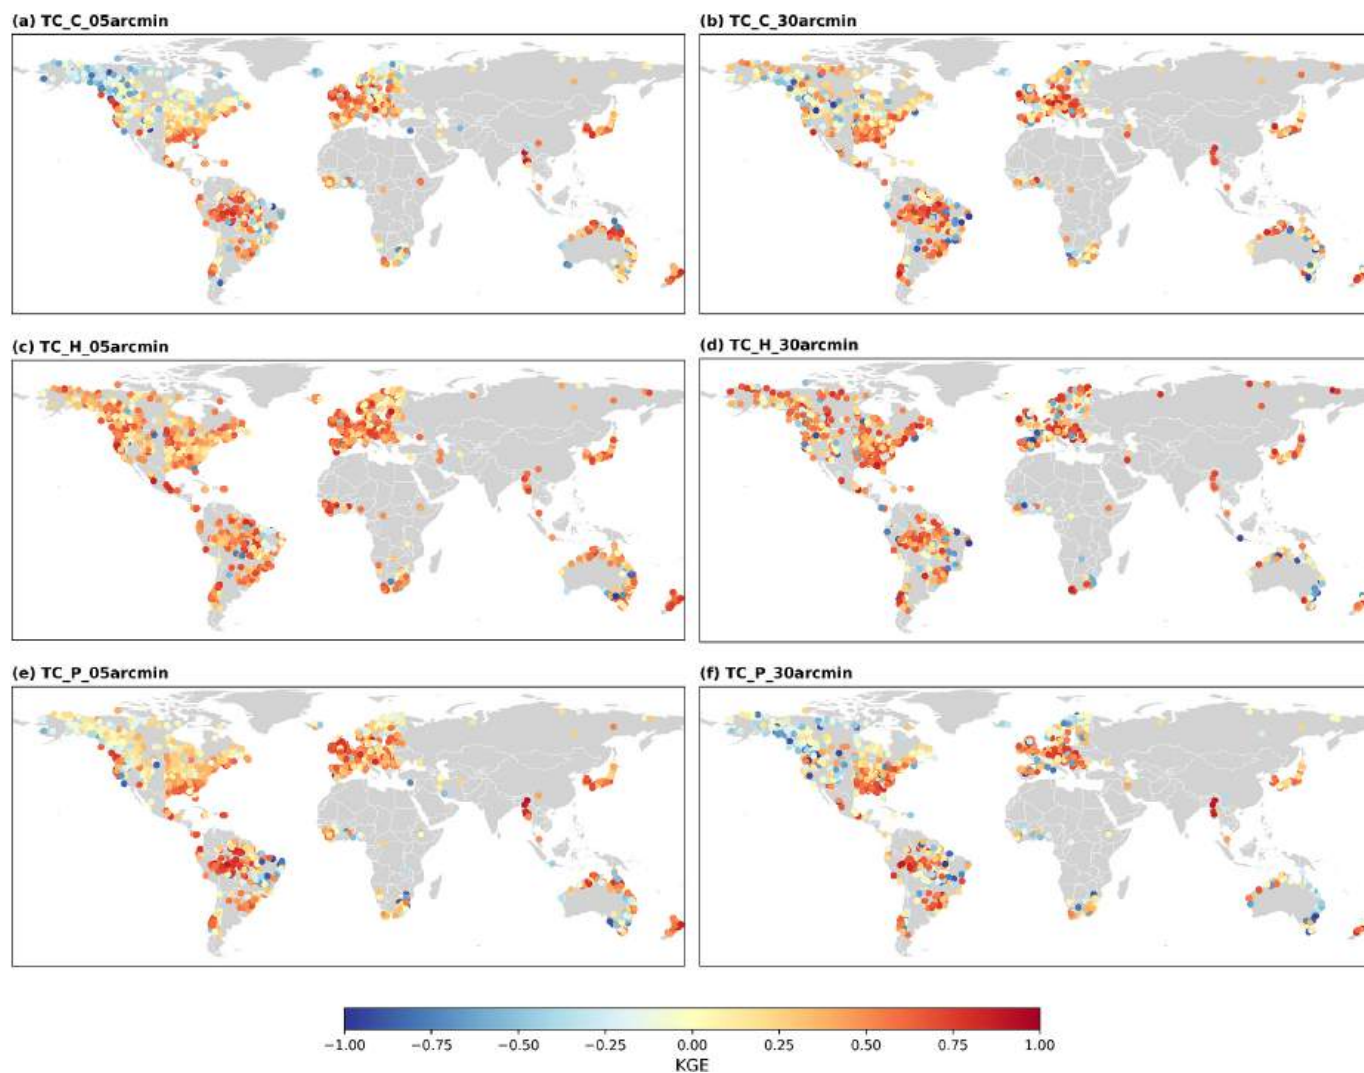 (a) TC_C_05arcmin
(b) TC_C_30arcmin
(c) TC_H_05arcmin
(d) TC_H_30arcmin
(e) TC_P_05arcmin
(f) TC_P_30arcmin
−1.00 −0.75 −0.50 −0.25 0.00 0.25 0.50 0.75 1.00
KGE